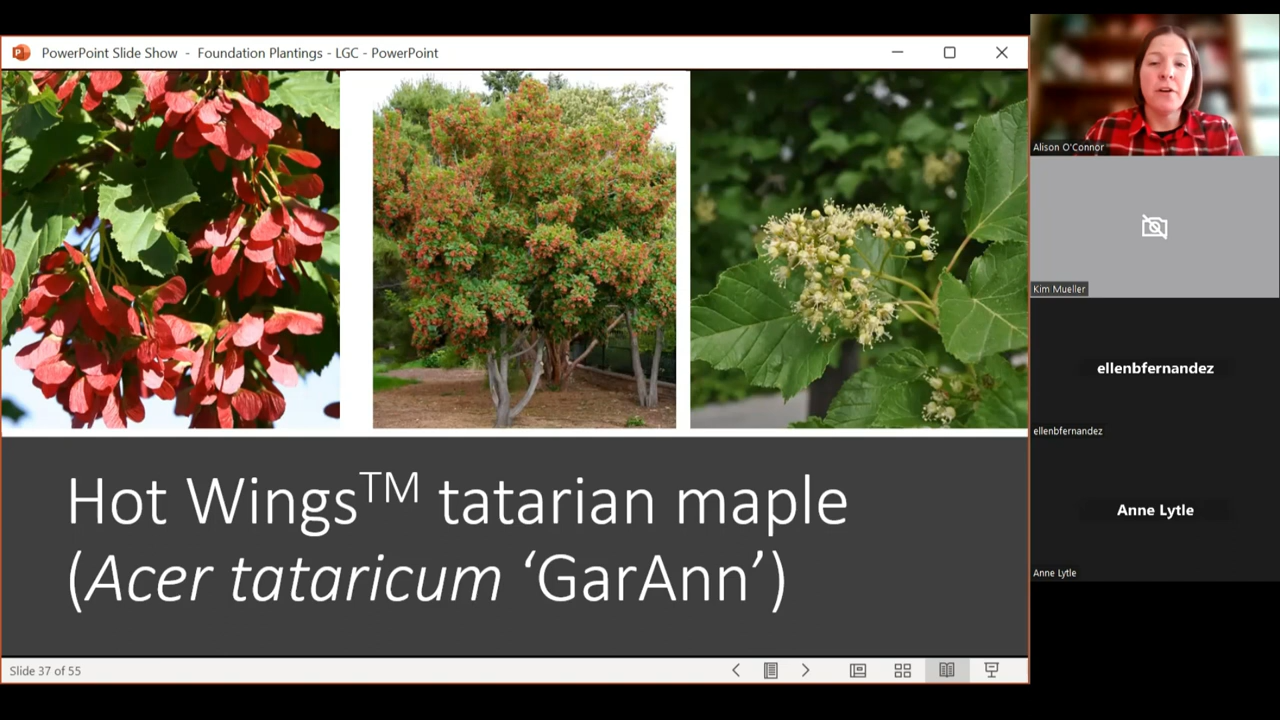 PowerPoint Slide Show - Foundation Plantings - LGC - PowerPoint
Alison O'Connor
Kim Mueller
ellenbfernandez
ellenbfernandez
Anne Lytle
Anne Lytle
Hot Wings™ tatarian maple
(Acer tataricum ‘GarAnn’)
Slide 37 of 55